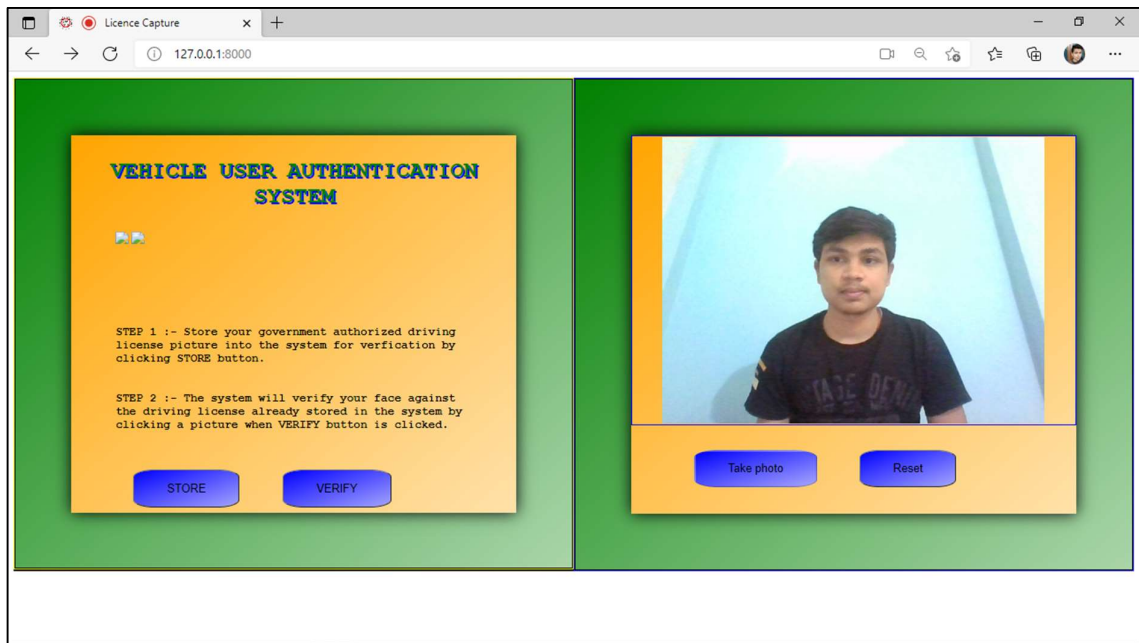 Licence Capture
127.0.0.1:8000
VEHICLE USER AUTHENTICATION
SYSTEM
STEP 1 :- Store your government authorized driving
license picture into the system for verfication by
clicking STORE button.
STEP 2 :- The system will verify your face against
the driving license already stored in the system by
clicking a picture when VERIFY button is clicked.
STORE
VERIFY
Take photo
Reset